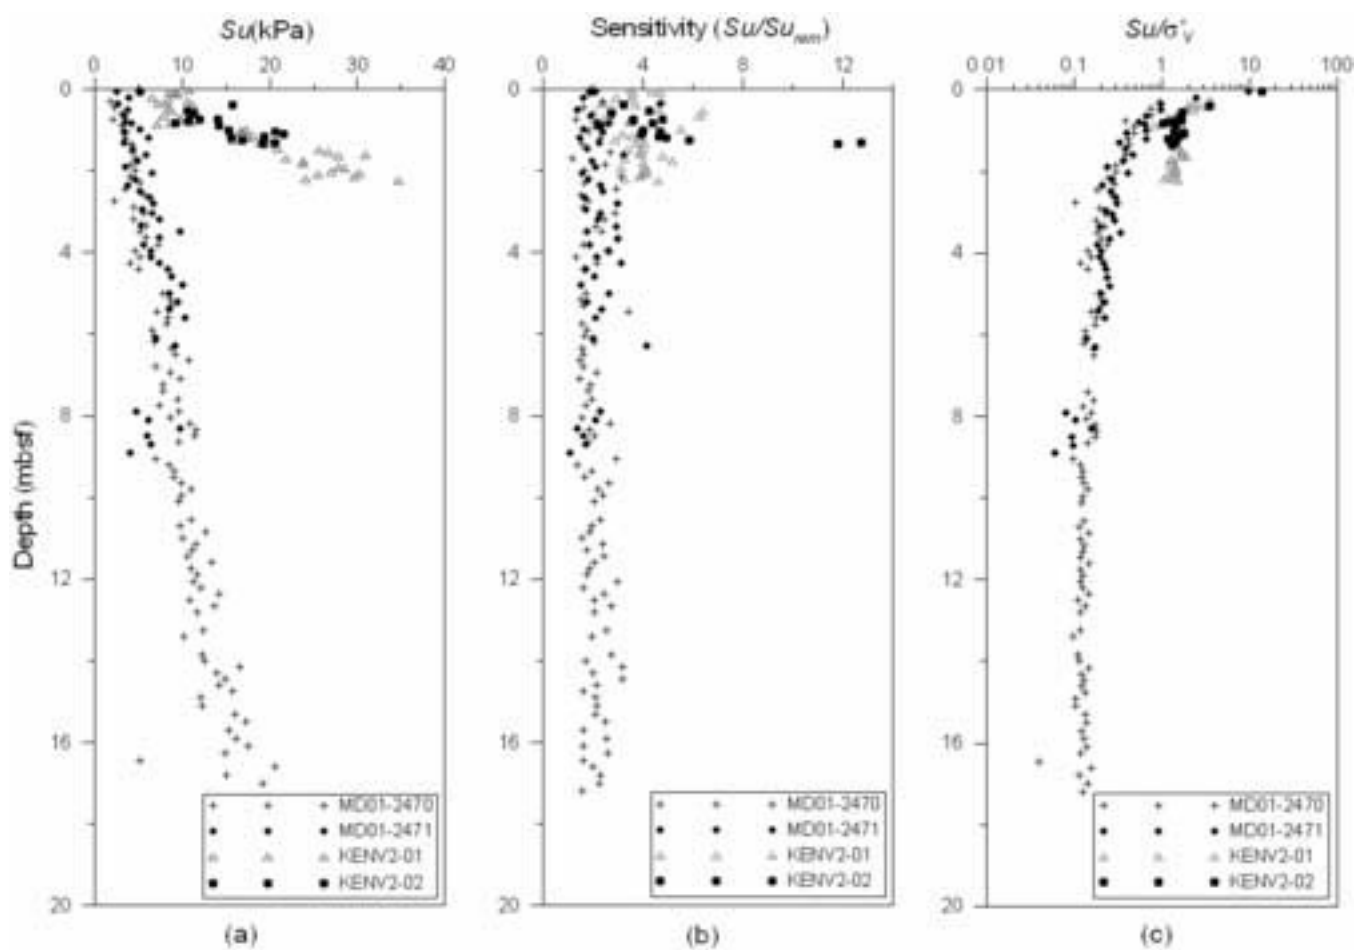 Su(kPa)
0 10 20 30 40
0
4
8
12
16
20
Depth (mbsf)
MD01-2470
MD01-2471
KENV2-01
KENV2-02
(a)
Sensitivity (Su/Su_rem)
0 4 8 12
0
4
8
12
16
20
MD01-2470
MD01-2471
KENV2-01
KENV2-02
(b)
Su/σ'v
0.01 0.1 1 10 100
0
4
8
12
16
20
MD01-2470
MD01-2471
KENV2-01
KENV2-02
(c)